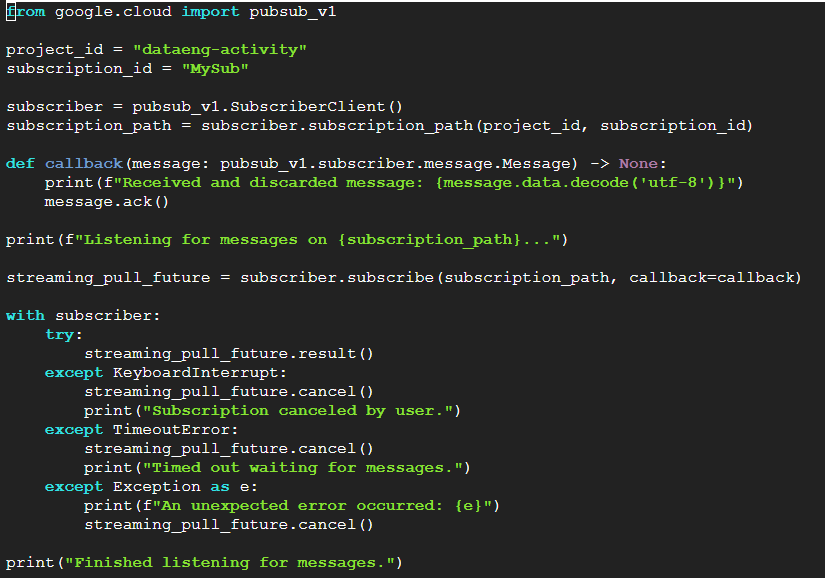 from google.cloud import pubsub_v1

project_id = "dataeng-activity"
subscription_id = "MySub"

subscriber = pubsub_v1.SubscriberClient()
subscription_path = subscriber.subscription_path(project_id, subscription_id)

def callback(message: pubsub_v1.subscriber.message.Message) -> None:
    print(f"Received and discarded message: {message.data.decode('utf-8')}")
    message.ack()

print(f"Listening for messages on {subscription_path}...")

streaming_pull_future = subscriber.subscribe(subscription_path, callback=callback)

with subscriber:
    try:
        streaming_pull_future.result()
    except KeyboardInterrupt:
        streaming_pull_future.cancel()
        print("Subscription canceled by user.")
    except TimeoutError:
        streaming_pull_future.cancel()
        print("Timed out waiting for messages.")
    except Exception as e:
        print(f"An unexpected error occurred: {e}")
        streaming_pull_future.cancel()

print("Finished listening for messages.")